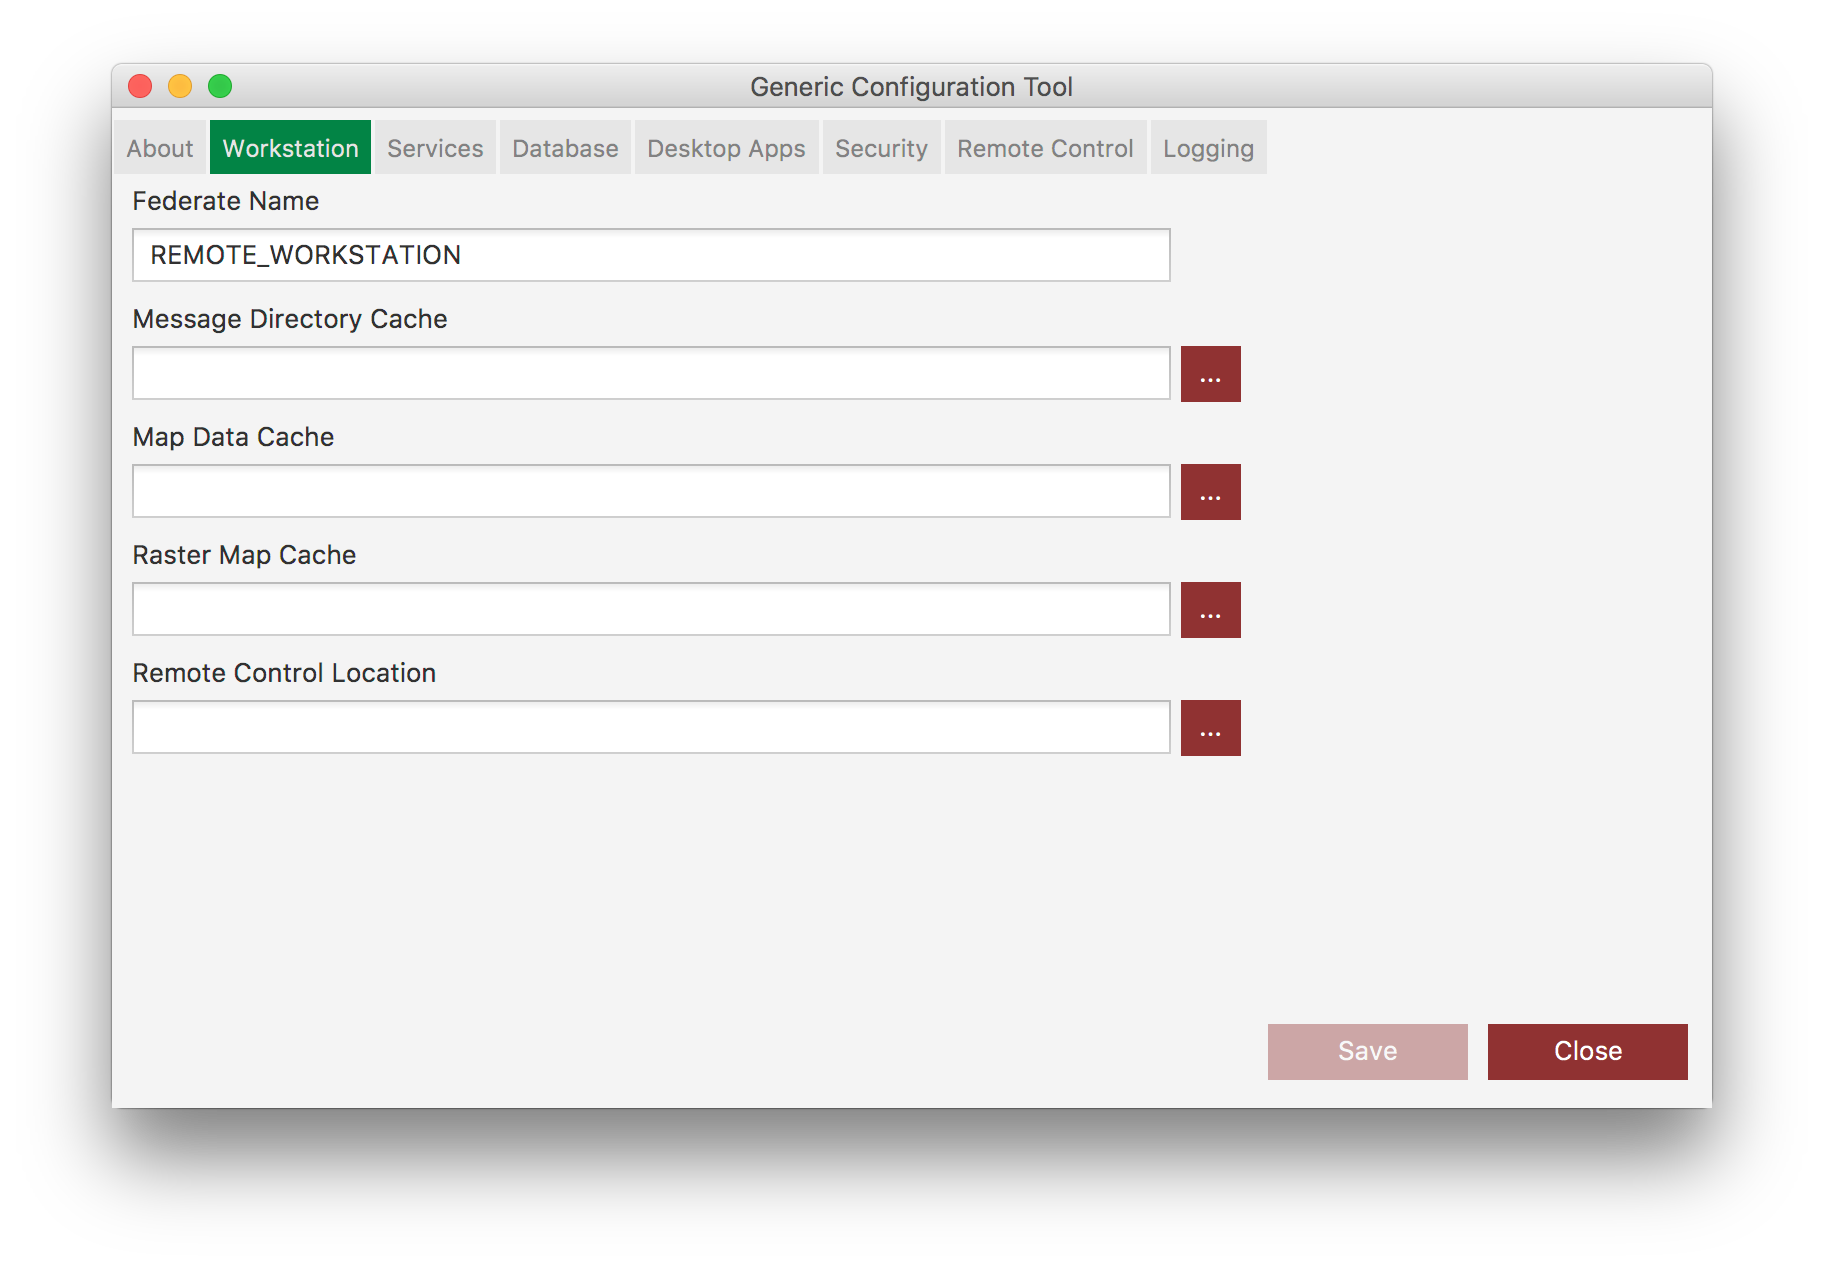 Generic Configuration Tool
About Workstation Services Database Desktop Apps Security Remote Control Logging
Federate Name
REMOTE_WORKSTATION
Message Directory Cache
...
Map Data Cache
...
Raster Map Cache
...
Remote Control Location
...
Save Close